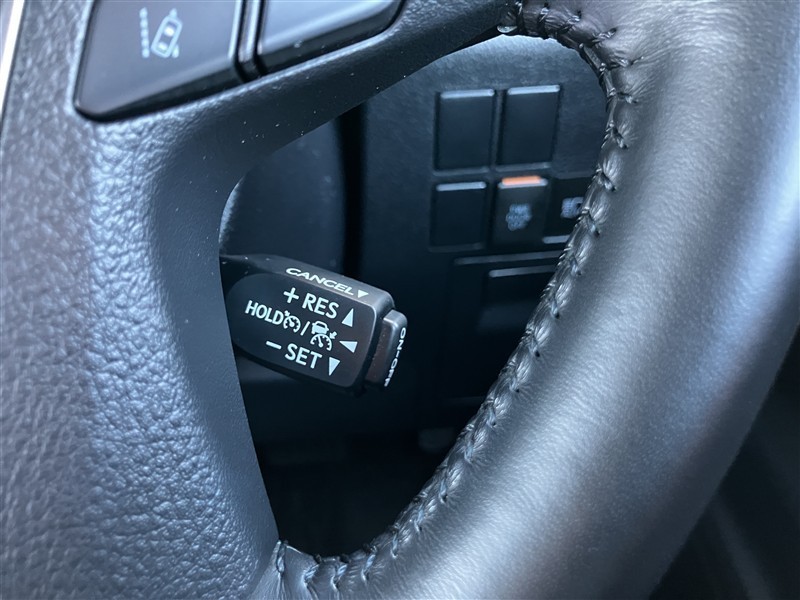 CANCEL▼
+ RES ▲
HOLD /
– SET ▼
ON-OFF